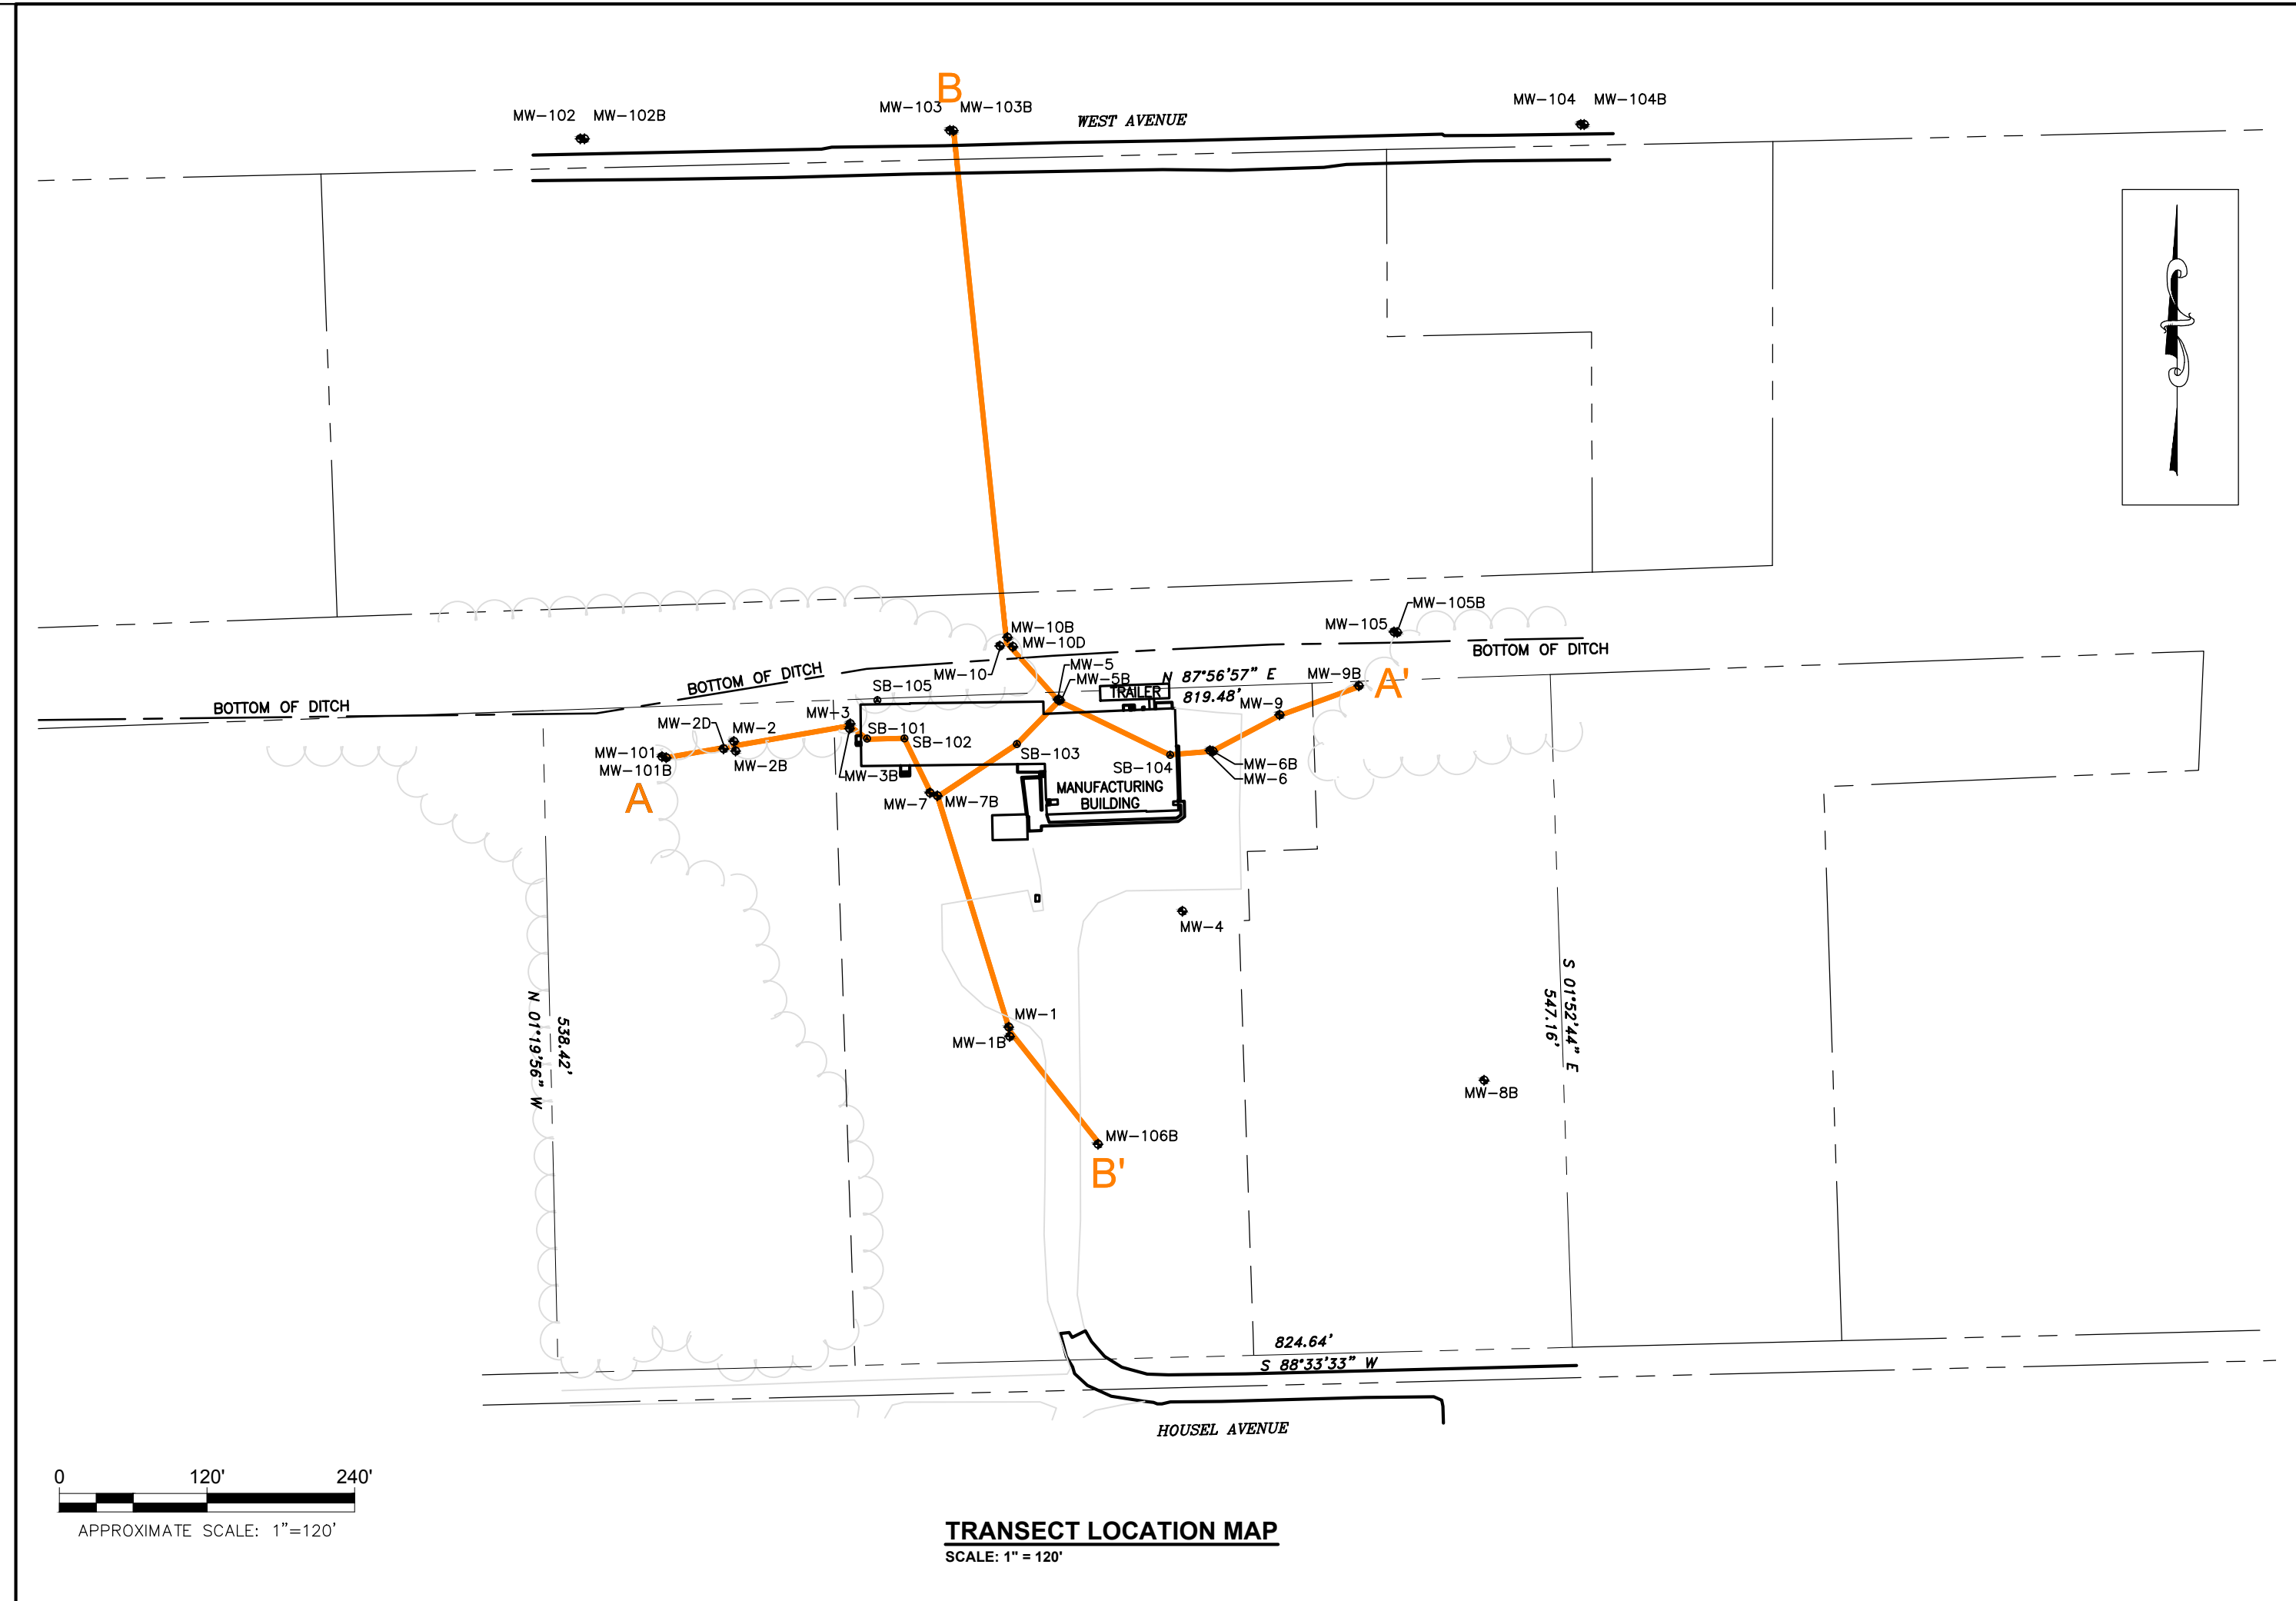 B
MW-102 MW-102B
MW-103 MW-103B
WEST AVENUE
MW-104 MW-104B
MW-10B
MW-10D
MW-10
MW-105B
MW-105
BOTTOM OF DITCH
BOTTOM OF DITCH
BOTTOM OF DITCH
MW-5
MW-5B
N 87°56'57" E
819.48'
TRAILER
MW-9B
A'
MW-9
SB-105
MW-3
SB-101
SB-102
MW-2D
MW-2
MW-2B
MW-101
MW-101B
A
MW-3B
SB-103
SB-104
MW-6B
MW-6
MANUFACTURING
BUILDING
MW-7
MW-7B
MW-4
MW-1
MW-1B
MW-106B
B'
MW-8B
N 01°19'56" W
538.42'
S 01°52'44" E
547.16'
824.64'
S 88°33'33" W
HOUSEL AVENUE
0 120' 240'
APPROXIMATE SCALE: 1"=120'
TRANSECT LOCATION MAP
SCALE: 1" = 120'